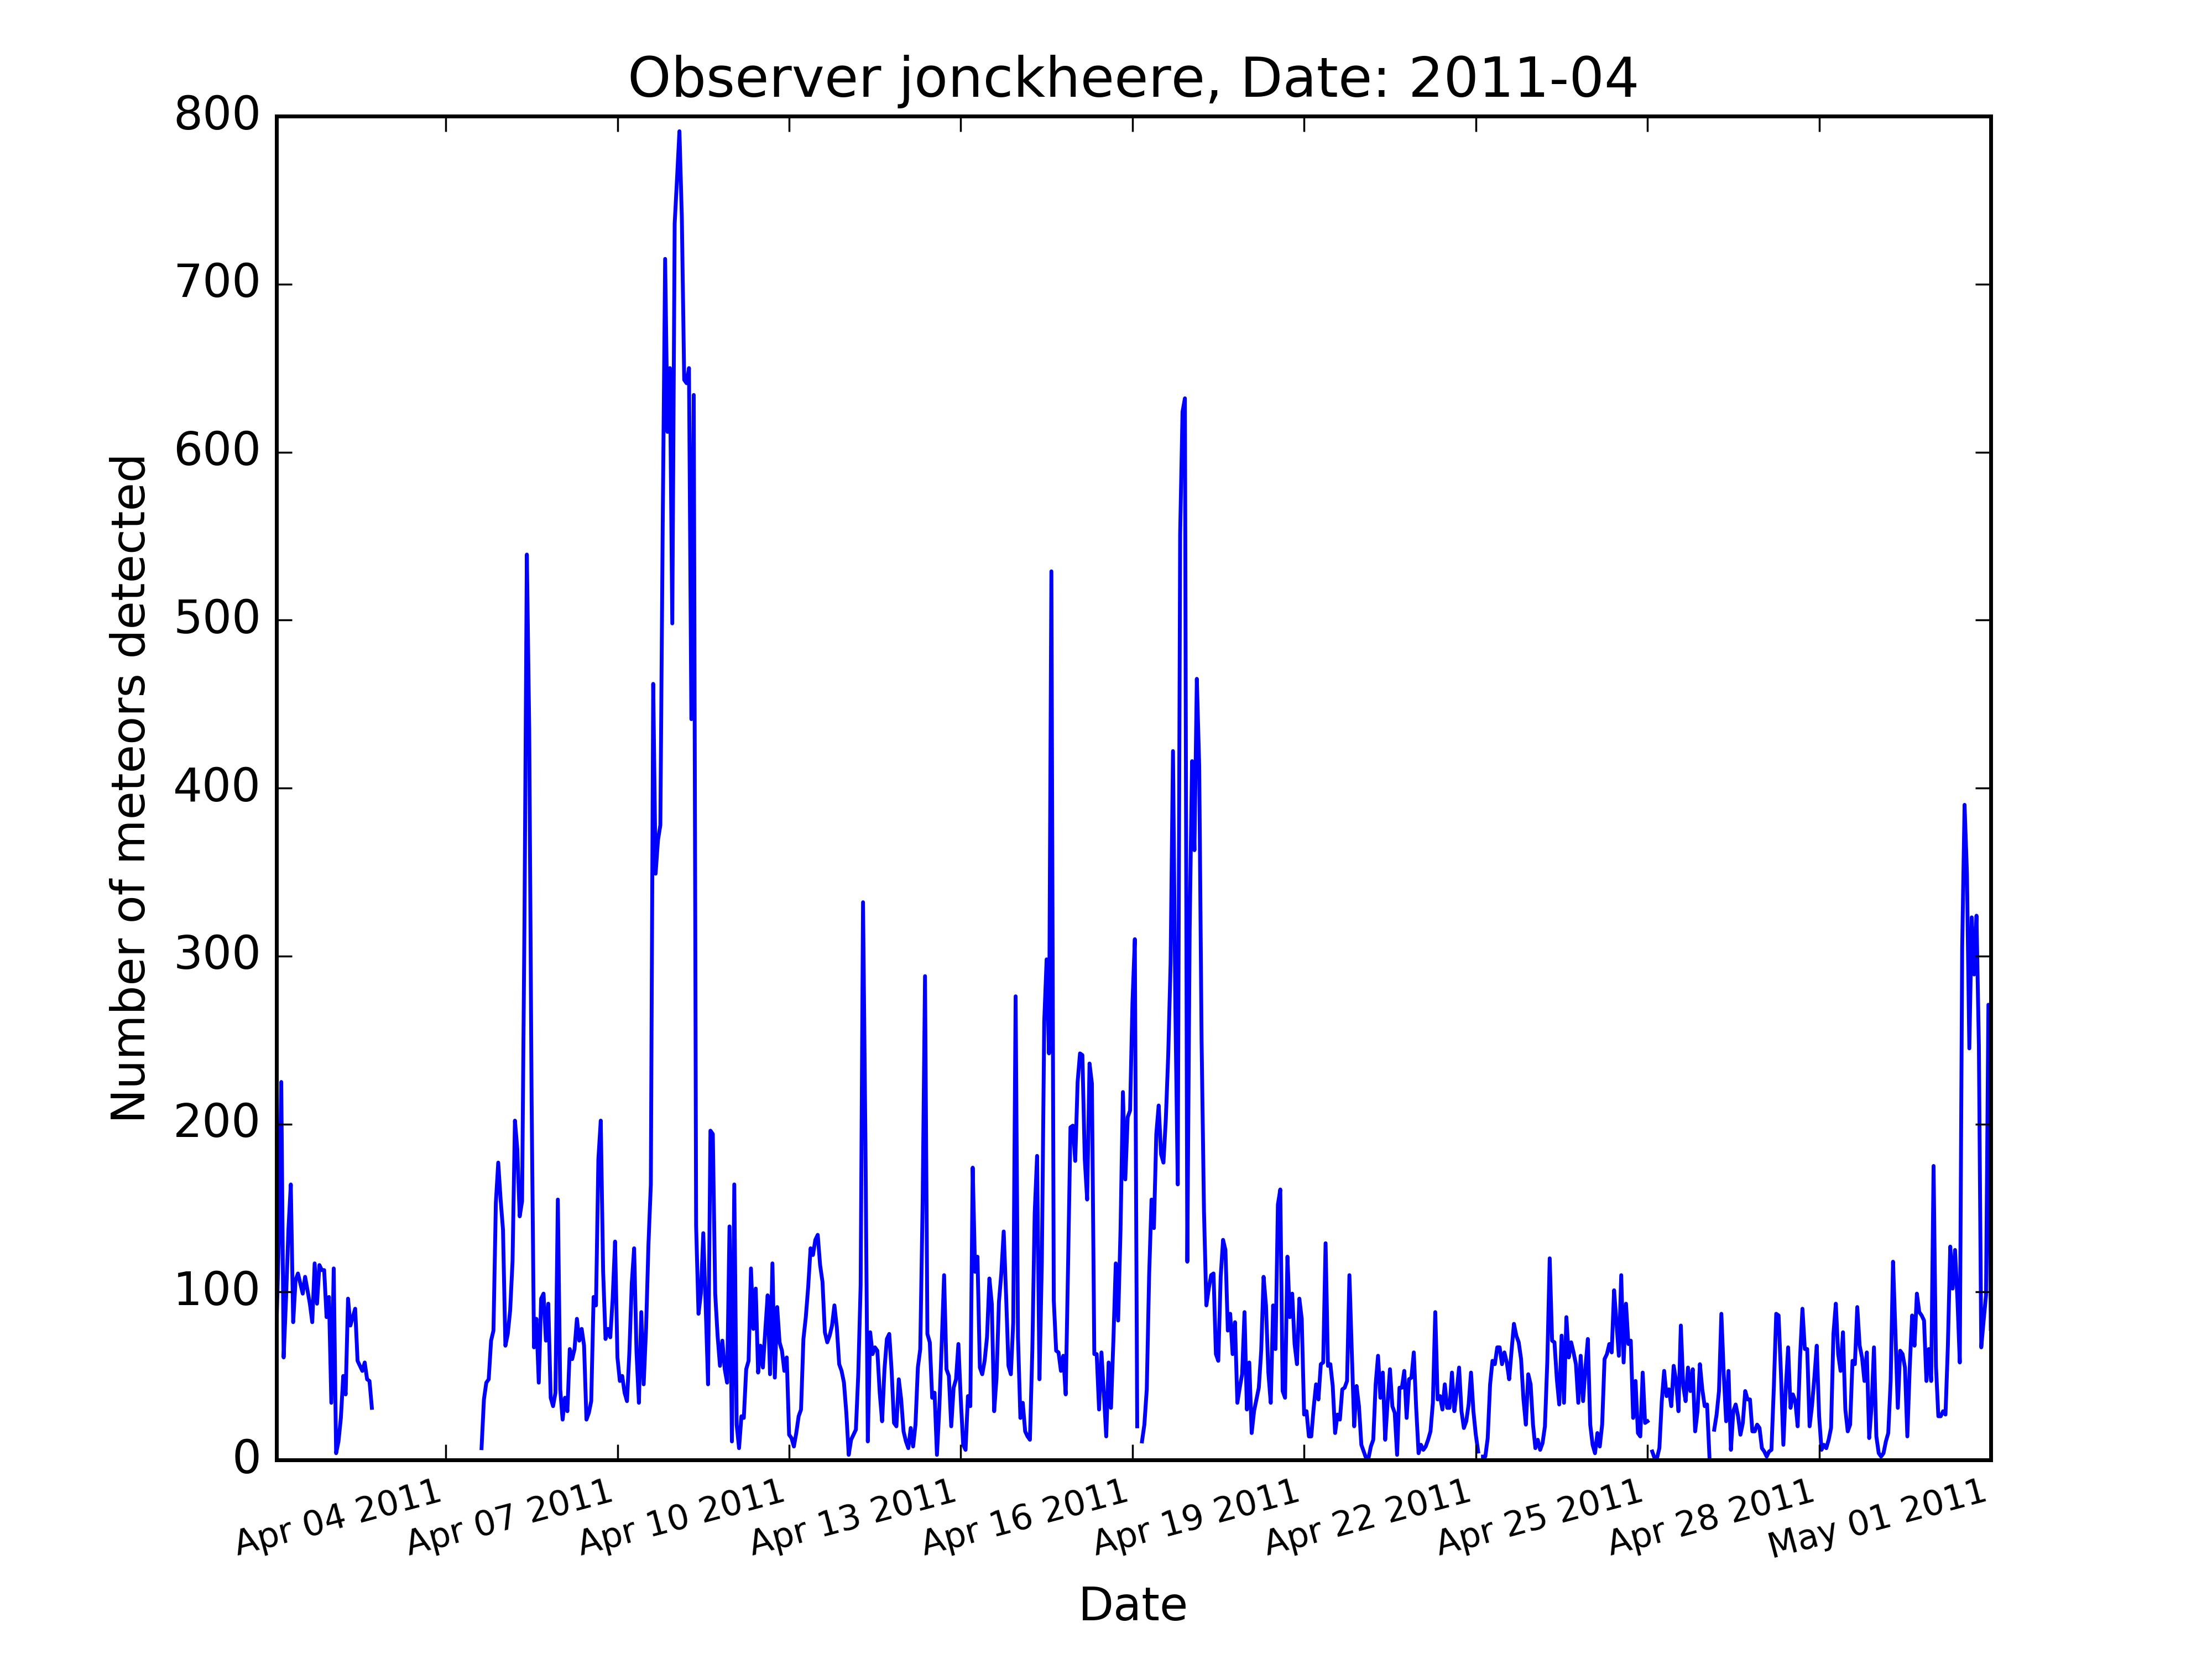 Observer jonckheere, Date: 2011-04
800
700
600
500
400
300
200
100
0
Number of meteors detected
Apr 04 2011
Apr 07 2011
Apr 10 2011
Apr 13 2011
Apr 16 2011
Apr 19 2011
Apr 22 2011
Apr 25 2011
Apr 28 2011
May 01 2011
Date